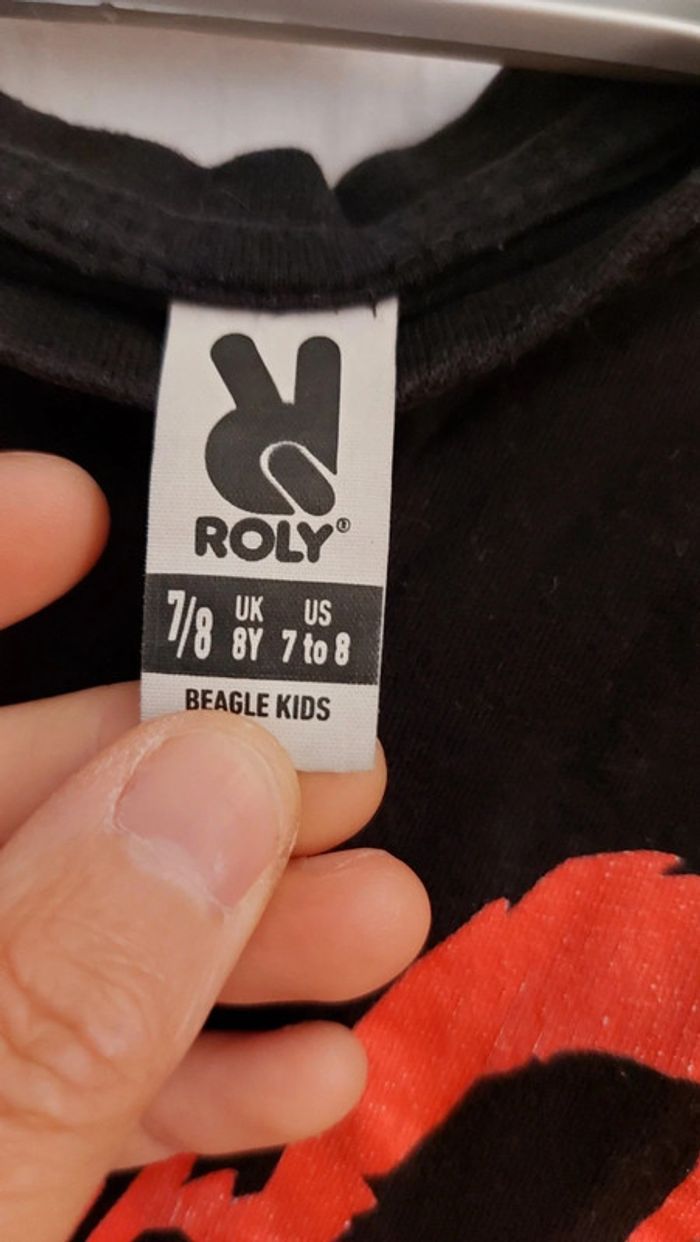 ROLY®
7/8 UK US
8Y 7 to 8
BEAGLE KIDS